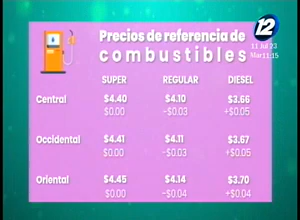 Precios de referencia de
combustibles
12
11 Jul 23
Mar11:15
SUPER REGULAR DIESEL
Central $4.40 $4.10 $3.66
$0.00 -$0.03 +$0.05
Occidental $4.41 $4.11 $3.67
$0.00 -$0.03 +$0.05
Oriental $4.45 $4.14 $3.70
$0.00 -$0.04 +$0.04